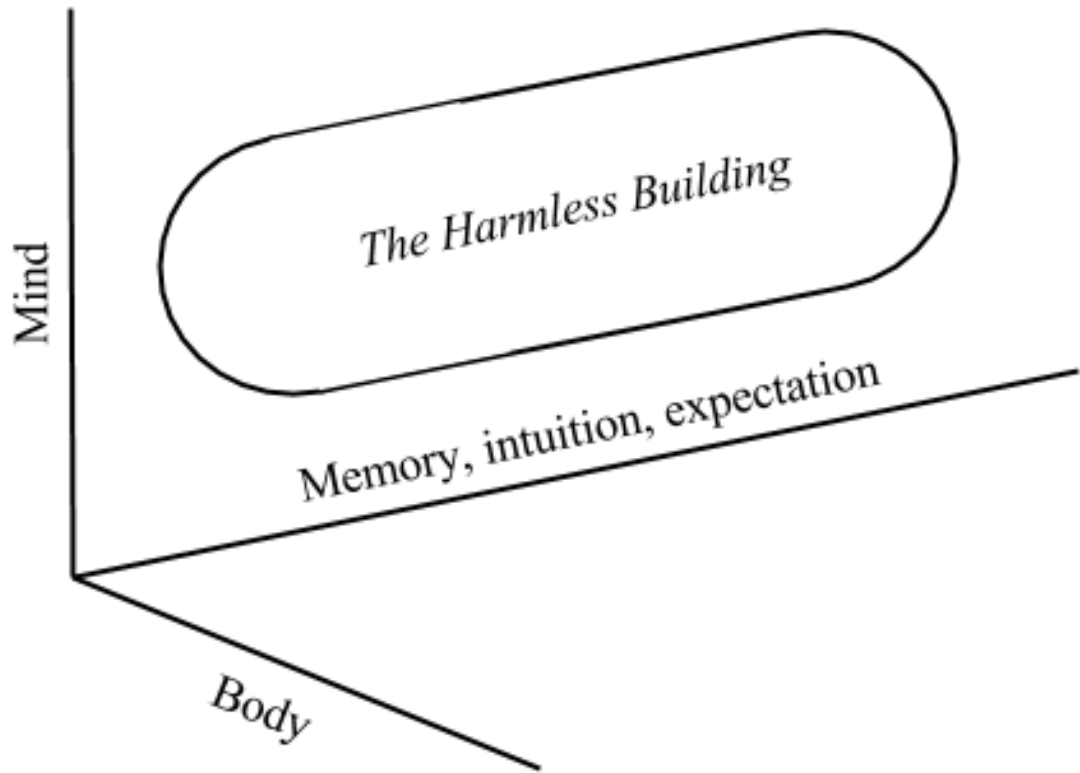 Mind
The Harmless Building
Memory, intuition, expectation
Body